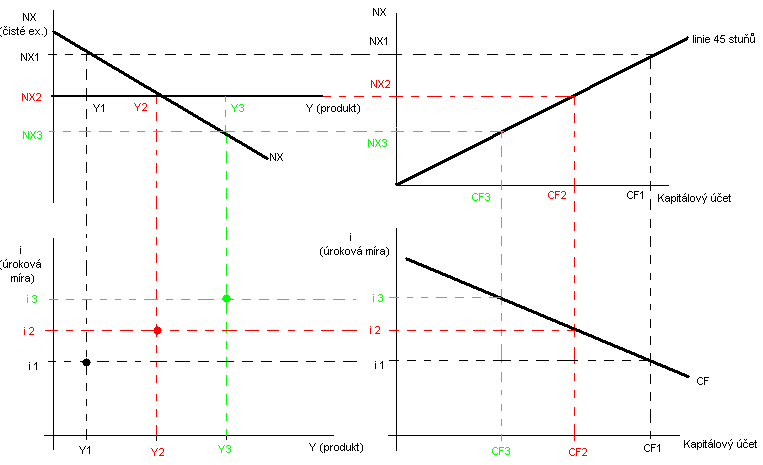 NX
(čisté ex.)
NX1
NX2
NX3
Y1
Y2
Y3
Y (produkt)
NX
NX
NX1
NX2
NX3
linie 45 stuňů
CF3
CF2
CF1
Kapitálový účet
i
(úroková
míra)
i 3
i 2
i 1
Y1
Y2
Y3
Y (produkt)
i
(úroková míra)
i 3
i 2
i 1
CF
CF3
CF2
CF1
Kapitálový účet